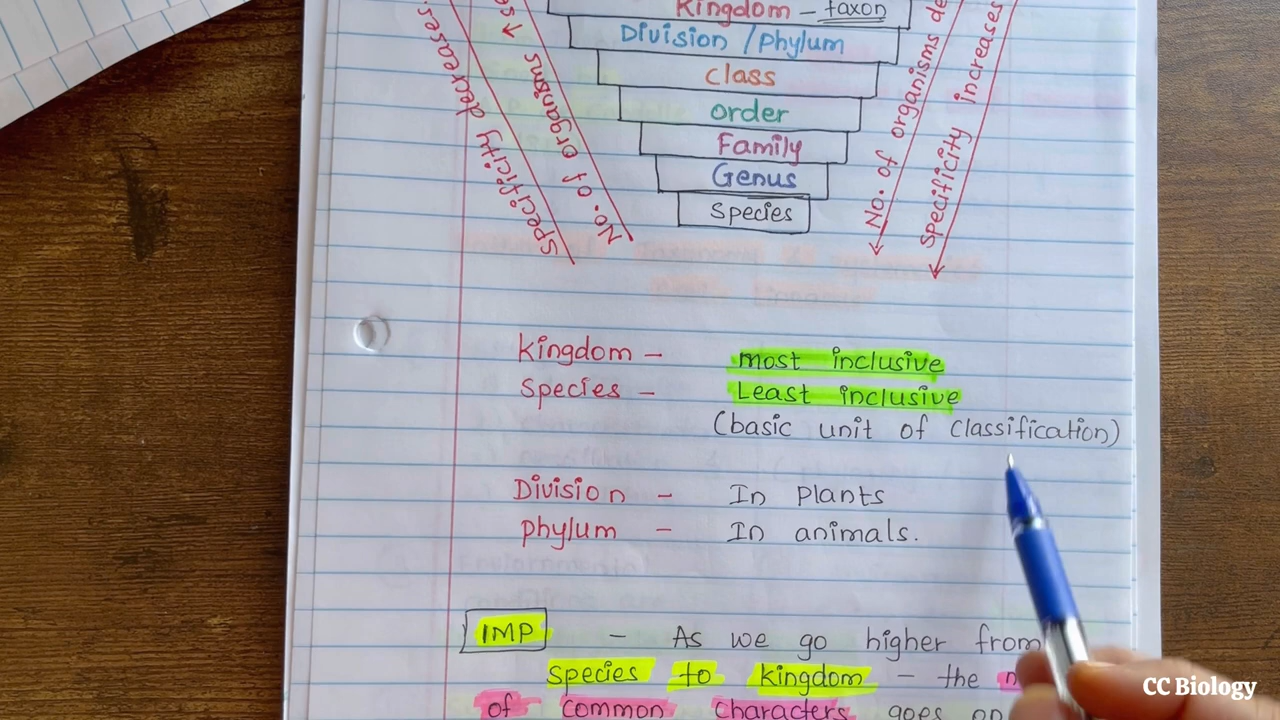 Kingdom - taxon
Division / Phylum
class
order
Family
Genus
Species
Specificity decreases
No. of organisms
No. of organisms de
Specificity increases
Kingdom - most inclusive
Species - Least inclusive
(basic unit of classification)
Division - In plants
phylum - In animals.
IMP - As we go higher from
species to kingdom - the n
of common characters goes on
CC Biology